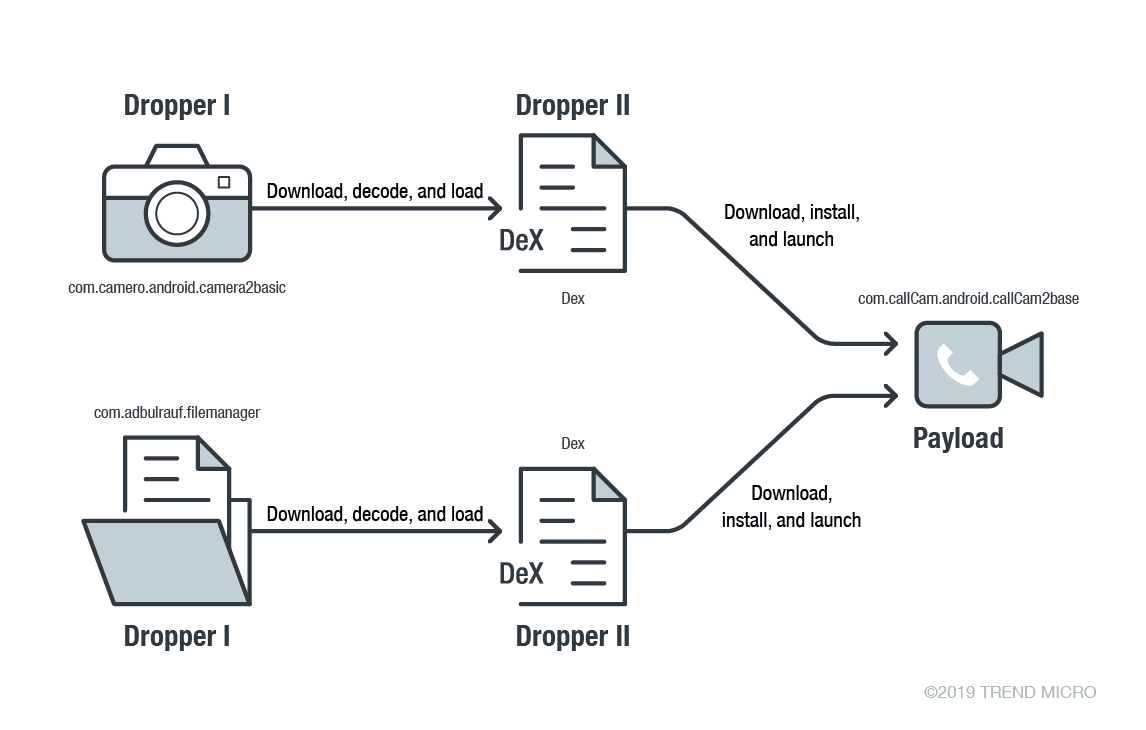 Dropper I
Dropper II
Download, decode, and load
DeX
com.camero.android.camera2basic
Dex
Download, install,
and launch
com.callCam.android.callCam2base
Payload
com.adbulrauf.filemanager
Dex
Download, decode, and load
DeX
Download,
install, and launch
Dropper I
Dropper II
©2019 TREND MICRO